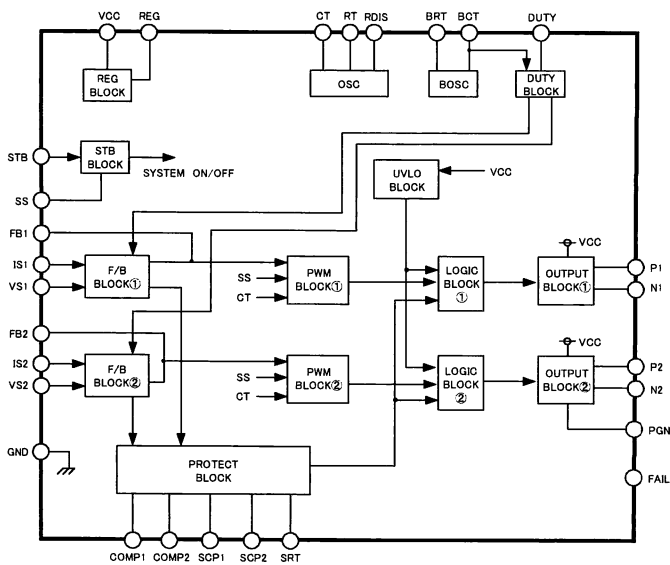 VCC REG CT RT RDIS BRT BCT DUTY
REG
BLOCK
OSC
BOSC
DUTY
BLOCK
STB
STB
BLOCK
SYSTEM ON/OFF
UVLO
BLOCK
VCC
SS
FB1
IS1
VS1
F/B
BLOCK①
SS
CT
PWM
BLOCK①
LOGIC
BLOCK
①
VCC
OUTPUT
BLOCK①
P1
N1
FB2
IS2
VS2
F/B
BLOCK②
SS
CT
PWM
BLOCK②
LOGIC
BLOCK
②
VCC
OUTPUT
BLOCK②
P2
N2
PGN
GND
PROTECT
BLOCK
FAIL
COMP1 COMP2 SCP1 SCP2 SRT